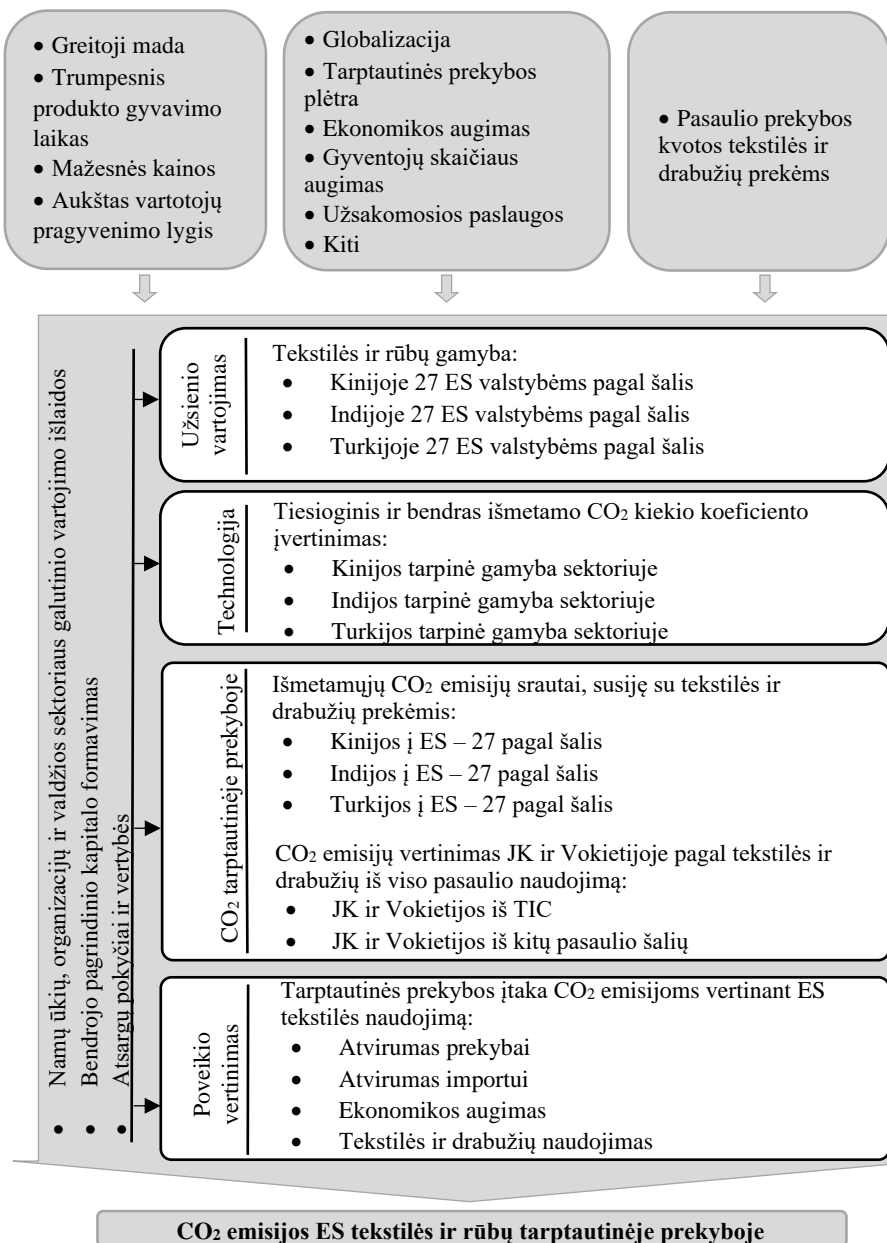 • Greitoji mada
• Trumpesnis
produkto gyvavimo
laikas
• Mažesnės kainos
• Aukštas vartotojų
pragyvenimo lygis
• Globalizacija
• Tarptautinės prekybos
plėtra
• Ekonomikos augimas
• Gyventojų skaičiaus
augimas
• Užsakomosios paslaugos
• Kiti
• Pasaulio prekybos
kvotos tekstilės ir
drabužių prekėms
• Namų ūkių, organizacijų ir valdžios sektoriaus galutinio vartojimo išlaidos
• Bendrojo pagrindinio kapitalo formavimas
• Atsargų pokyčiai ir vertybės
Užsienio
vartojimas
Tekstilės ir rūbų gamyba:
• Kinijoje 27 ES valstybėms pagal šalis
• Indijoje 27 ES valstybėms pagal šalis
• Turkijoje 27 ES valstybėms pagal šalis
Technologija
Tiesioginis ir bendras išmetamo CO₂ kiekio koeficiento
įvertinimas:
• Kinijos tarpinė gamyba sektoriuje
• Indijos tarpinė gamyba sektoriuje
• Turkijos tarpinė gamyba sektoriuje
CO₂ tarptautinėje prekyboje
Išmetamųjų CO₂ emisijų srautai, susiję su tekstilės ir
drabužių prekėmis:
• Kinijos į ES – 27 pagal šalis
• Indijos į ES – 27 pagal šalis
• Turkijos į ES – 27 pagal šalis
CO₂ emisijų vertinimas JK ir Vokietijoje pagal tekstilės ir
drabužių iš viso pasaulio naudojimą:
• JK ir Vokietijos iš TIC
• JK ir Vokietijos iš kitų pasaulio šalių
Poveikio
vertinimas
Tarptautinės prekybos įtaka CO₂ emisijoms vertinant ES
tekstilės naudojimą:
• Atvirumas prekybai
• Atvirumas importui
• Ekonomikos augimas
• Tekstilės ir drabužių naudojimas
CO₂ emisijos ES tekstilės ir rūbų tarptautinėje prekyboje